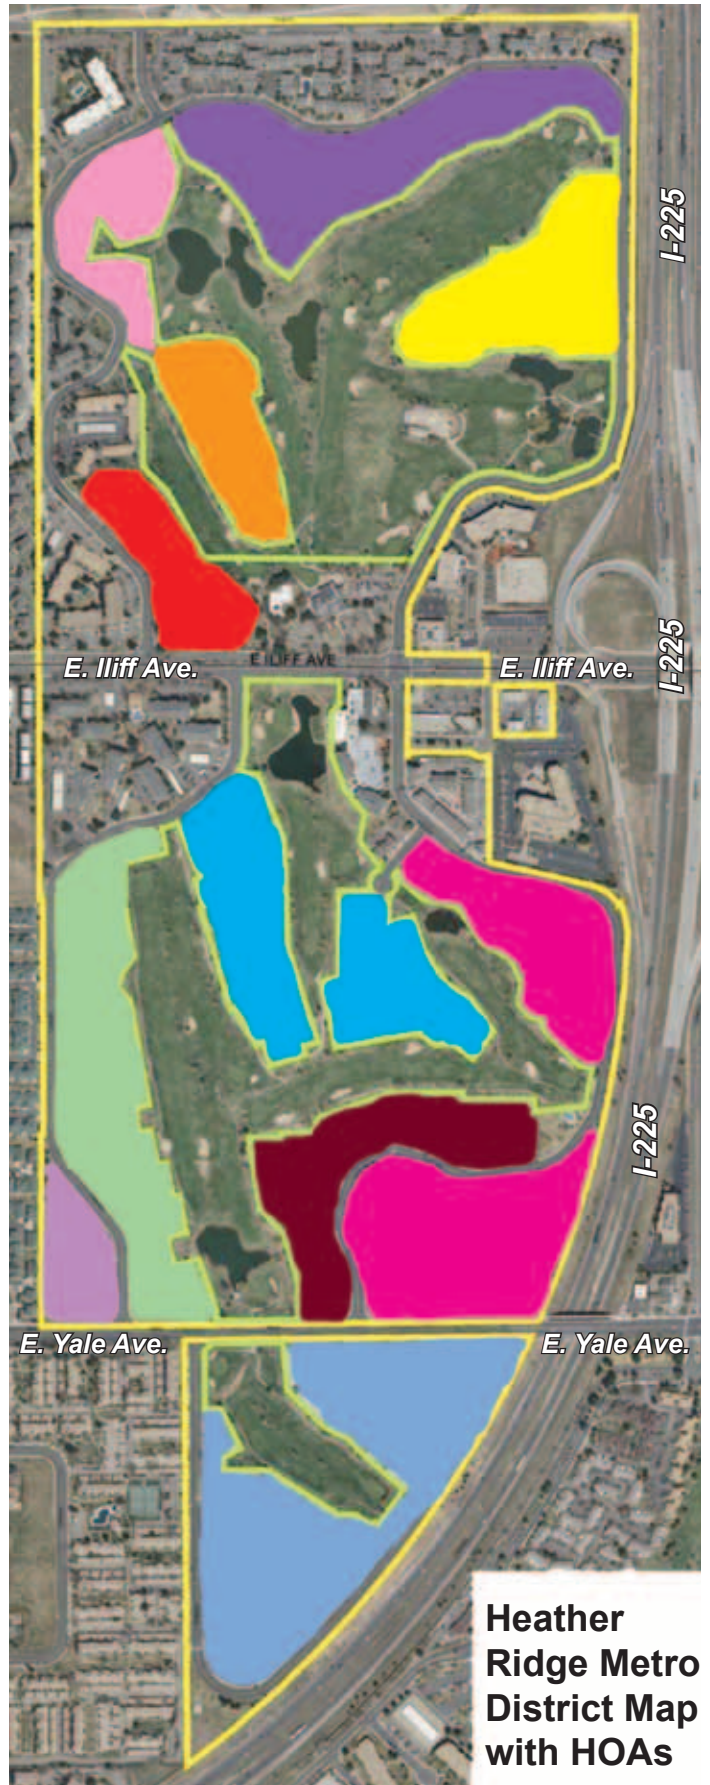 I-225
I-225
E. Iliff Ave.
E ILIFF AVE
E. Iliff Ave.
I-225
E. Yale Ave.
E. Yale Ave.
Heather
Ridge Metro
District Map
with HOAs